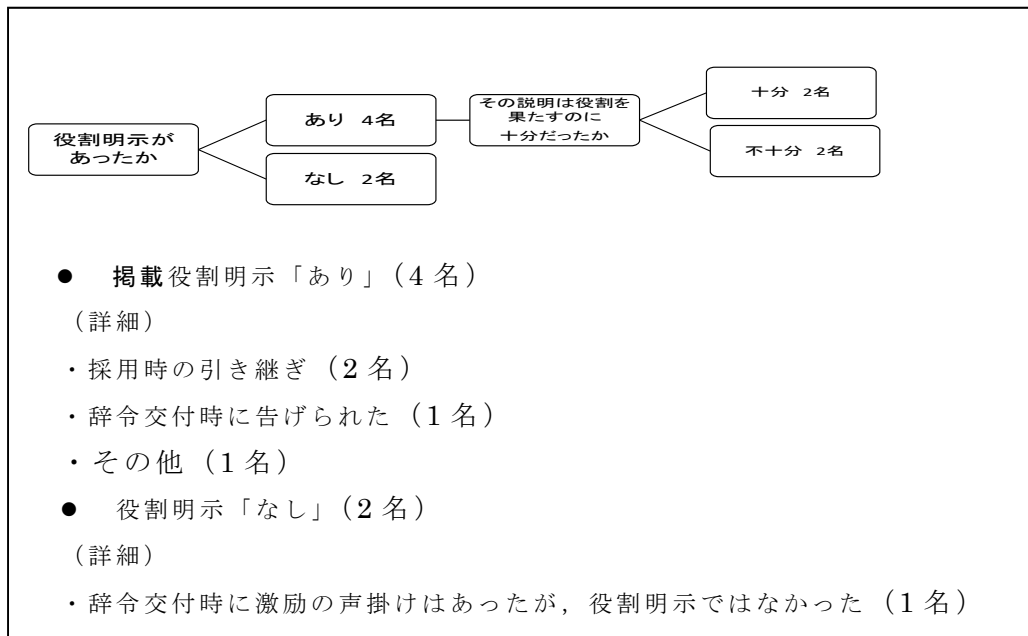 役割明示が
あったか
あり 4名
なし 2名
その説明は役割を
果たすのに
十分だったか
十分 2名
不十分 2名
● 掲載役割明示「あり」（4名）
（詳細）
・採用時の引き継ぎ（2名）
・辞令交付時に告げられた（1名）
・その他（1名）
● 役割明示「なし」（2名）
（詳細）
・辞令交付時に激励の声掛けはあったが，役割明示ではなかった（1名）